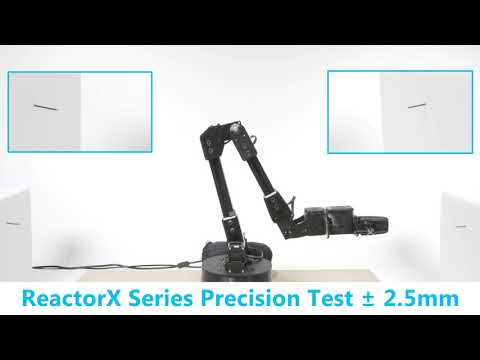 ReactorX Series Precision Test ± 2.5mm